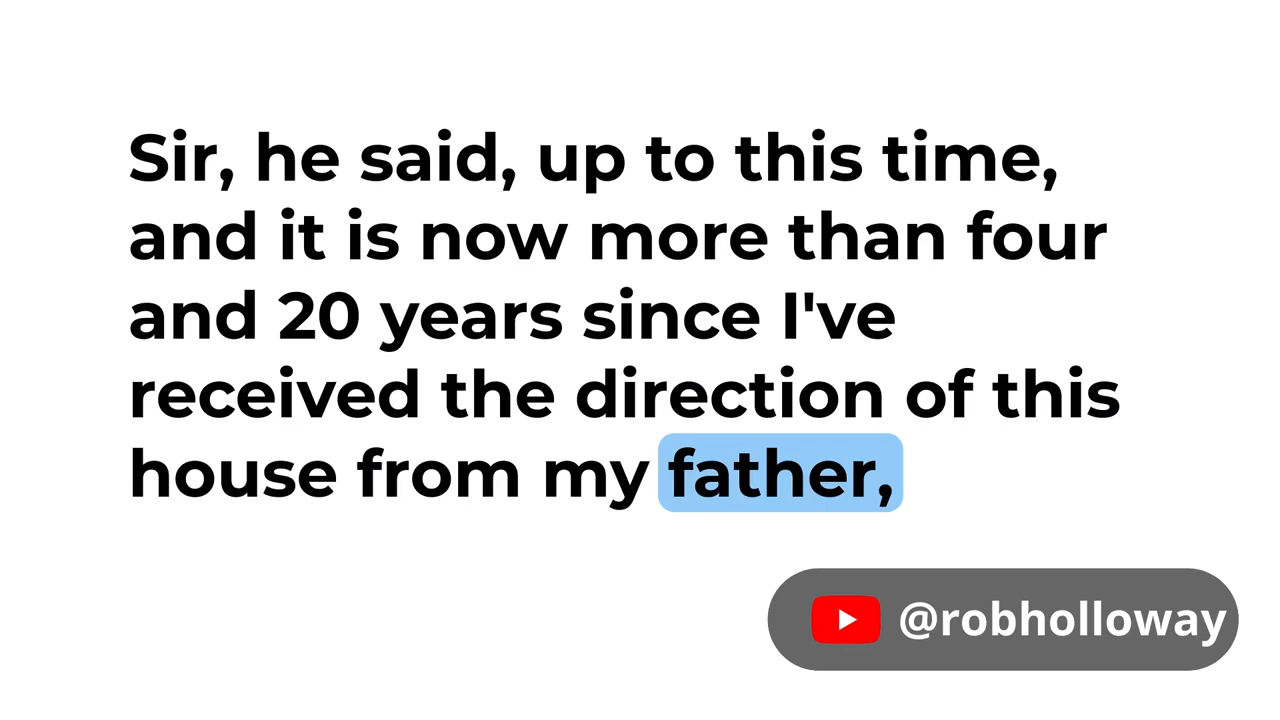 Sir, he said, up to this time,
and it is now more than four
and 20 years since I've
received the direction of this
house from my father,
@robholloway